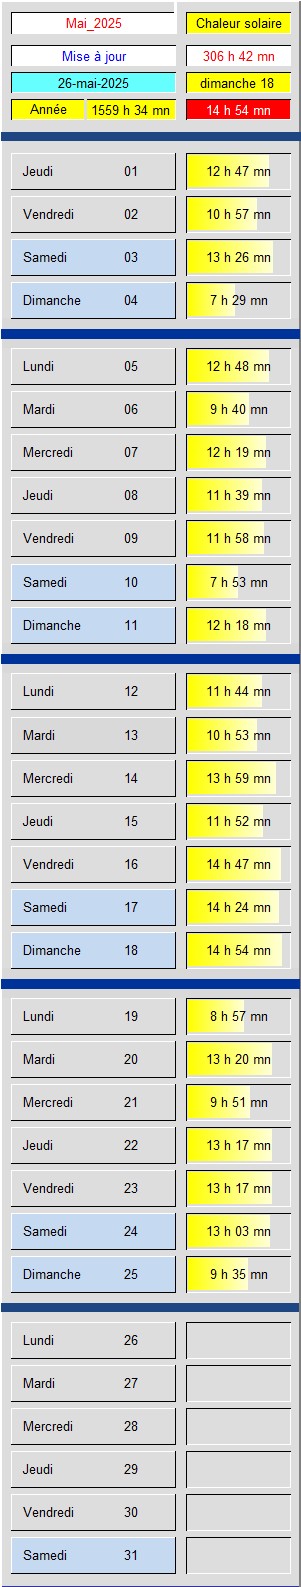 Mai_2025 Chaleur solaire
Mise à jour 306 h 42 mn
26-mai-2025 dimanche 18
Année 1559 h 34 mn 14 h 54 mn
Jeudi 01 12 h 47 mn
Vendredi 02 10 h 57 mn
Samedi 03 13 h 26 mn
Dimanche 04 7 h 29 mn
Lundi 05 12 h 48 mn
Mardi 06 9 h 40 mn
Mercredi 07 12 h 19 mn
Jeudi 08 11 h 39 mn
Vendredi 09 11 h 58 mn
Samedi 10 7 h 53 mn
Dimanche 11 12 h 18 mn
Lundi 12 11 h 44 mn
Mardi 13 10 h 53 mn
Mercredi 14 13 h 59 mn
Jeudi 15 11 h 52 mn
Vendredi 16 14 h 47 mn
Samedi 17 14 h 24 mn
Dimanche 18 14 h 54 mn
Lundi 19 8 h 57 mn
Mardi 20 13 h 20 mn
Mercredi 21 9 h 51 mn
Jeudi 22 13 h 17 mn
Vendredi 23 13 h 17 mn
Samedi 24 13 h 03 mn
Dimanche 25 9 h 35 mn
Lundi 26
Mardi 27
Mercredi 28
Jeudi 29
Vendredi 30
Samedi 31